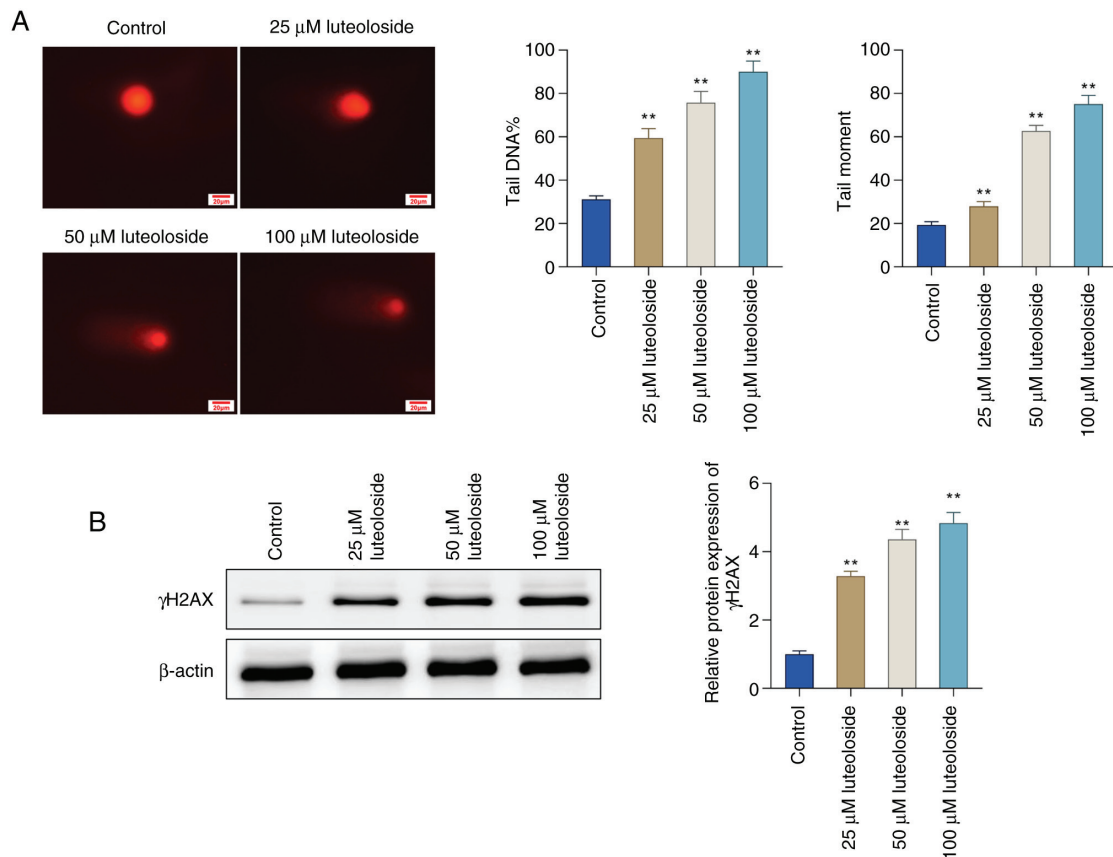 A
Control
25 μM luteoloside
20μm
20μm
50 μM luteoloside
100 μM luteoloside
20μm
20μm
Tail DNA%
100
80
60
40
20
0
**
**
**
Control
25 μM luteoloside
50 μM luteoloside
100 μM luteoloside
Tail moment
100
80
60
40
20
0
**
**
**
Control
25 μM luteoloside
50 μM luteoloside
100 μM luteoloside
B
Control
25 μM
luteoloside
50 μM
luteoloside
100 μM
luteoloside
γH2AX
β-actin
Relative protein expression of
γH2AX
6
4
2
0
**
**
**
Control
25 μM luteoloside
50 μM luteoloside
100 μM luteoloside